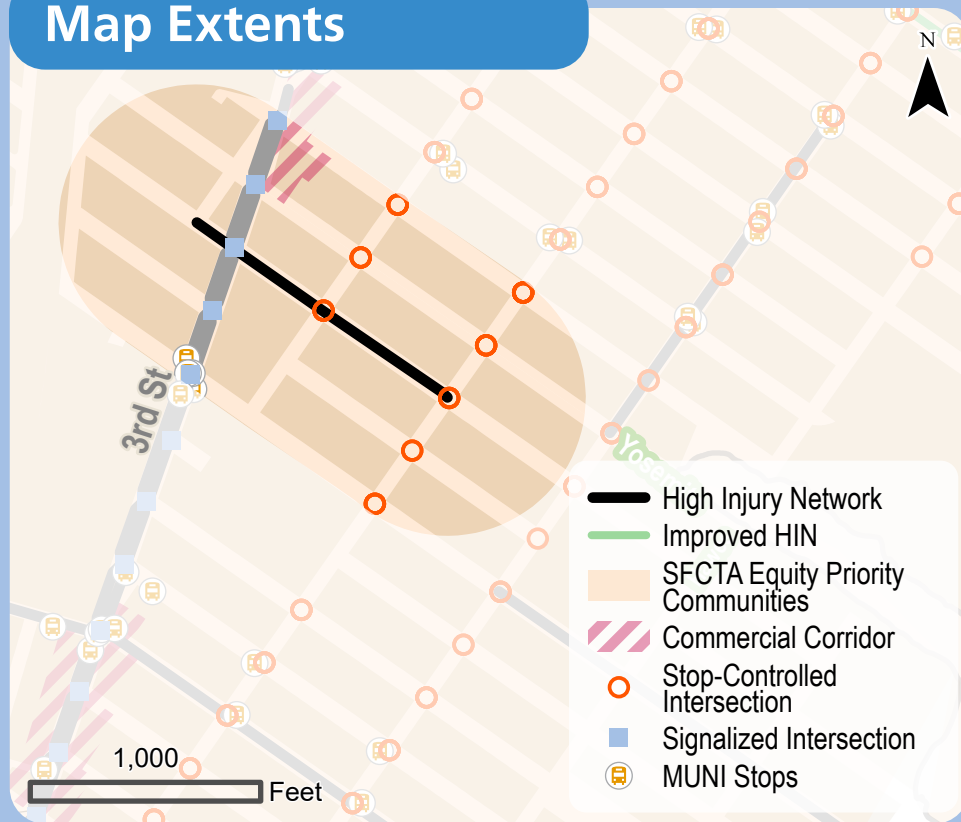 Map Extents
N
3rd St
High Injury Network
Improved HIN
SFCTA Equity Priority
Communities
Commercial Corridor
Stop-Controlled
Intersection
Signalized Intersection
MUNI Stops
1,000
Feet